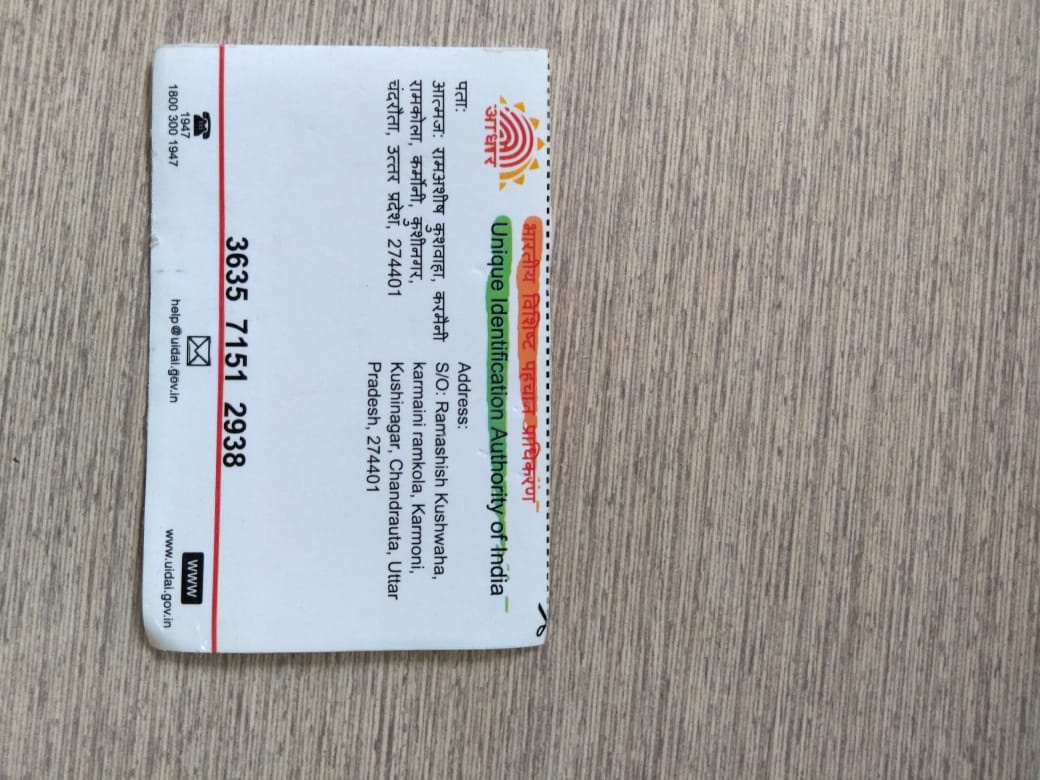 भारतीय विशिष्ट पहचान प्राधिकरण
Unique Identification Authority of India
आधार
पता:
आत्मज: रामअशीष कुशवाहा, करमैनी
रामकोला, कर्मोनी, कुशीनगर,
चंदरौता, उत्तर प्रदेश, 274401
Address:
S/O: Ramashish Kushwaha,
karmaini ramkola, Karmoni,
Kushinagar, Chandrauta, Uttar
Pradesh, 274401
3635 7151 2938
1947
1800 300 1947
help@uidai.gov.in
www
www.uidai.gov.in